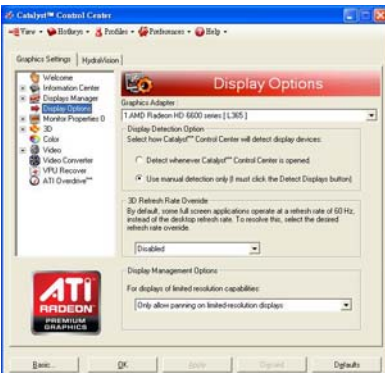 Catalyst™ Control Center
View Hotkeys Profiles Preferences Help
Graphics Settings HydraVision
Welcome
Information Center
Displays Manager
Display Options
Monitor Properties 0
3D
Color
Video
Video Converter
VPU Recover
ATI Overdrive™
Display Options
Graphics Adapter:
1.AMD Radeon HD 6600 series [ L365 ]
Display Detection Option
Select how Catalyst™ Control Center will detect display devices:
Detect whenever Catalyst™ Control Center is opened
Use manual detection only (I must click the Detect Displays button)
3D Refresh Rate Override
By default, some full screen applications operate at a refresh rate of 60 Hz,
instead of the desktop refresh rate. To resolve this, select the desired
refresh rate override.
Disabled
Display Management Options
For displays of limited resolution capabilities:
Only allow panning on limited-resolution displays
ATI
RADEON
PREMIUM
GRAPHICS
Basic... OK Apply Discard Defaults